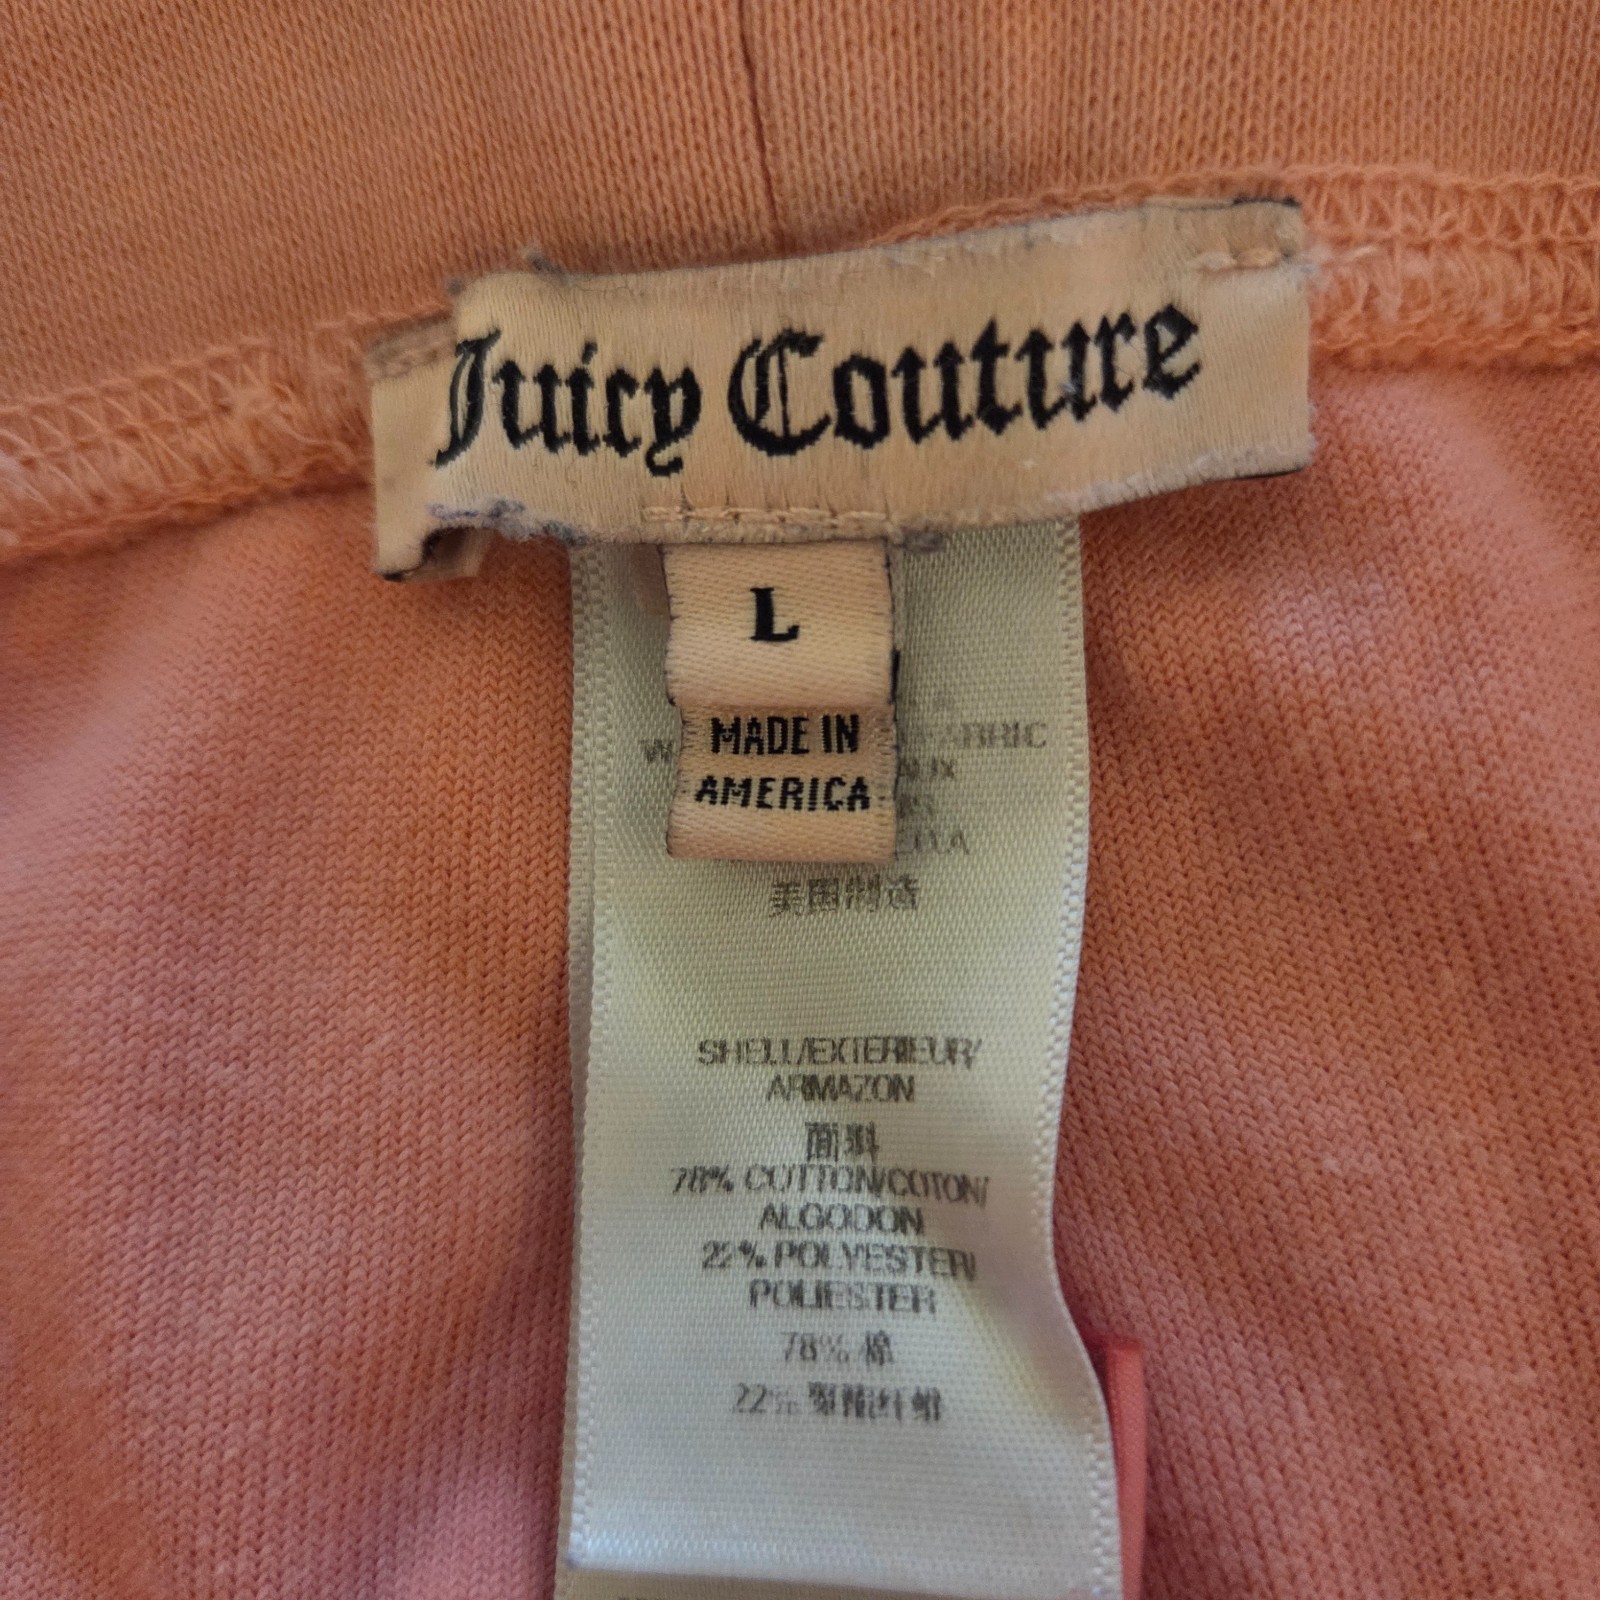 Juicy Couture
L
MADE IN
AMERICA
美国制造
SHELL/EXTERIEUR/
ARMAZON
面料
78% COTTON/COTON/
ALGODON
22% POLYESTER/
POLIESTER
78% 棉
22% 聚酯纤维